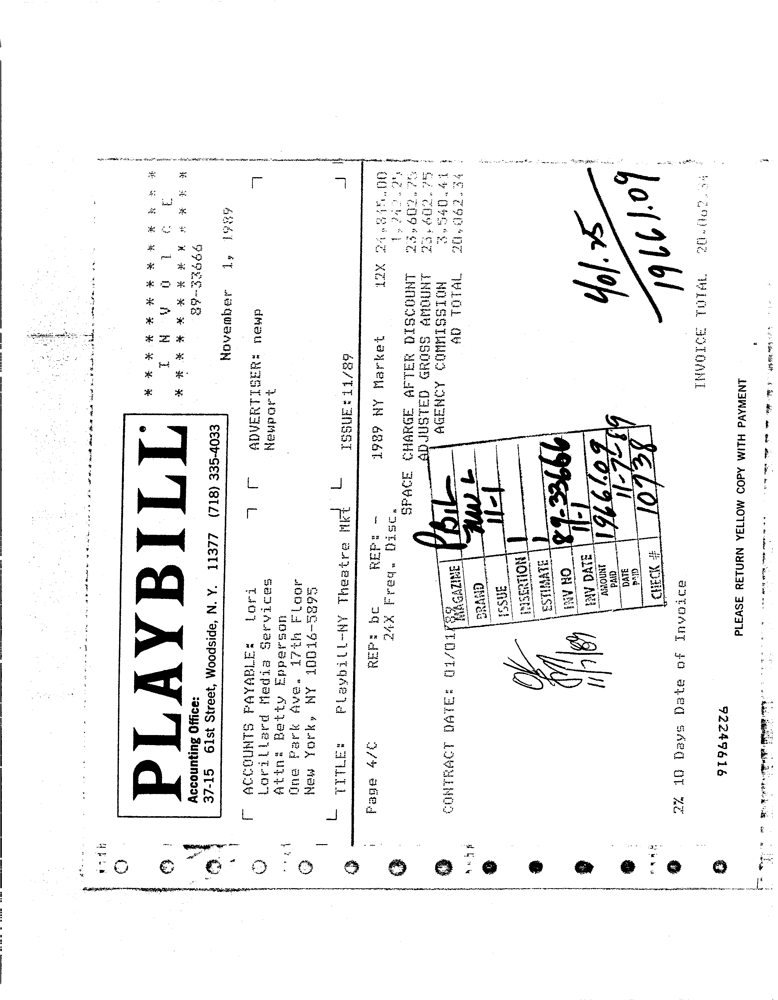 PLAYBILL
Accounting Office:
37-15 61st Street, Woodside, N. Y. 11377 (718) 335-4033
I N V O I C E
89-33666
November 1, 1989
ACCOUNTS PAYABLE: Lori
Lorillard Media Services
Attn: Betty Epperson
One Park Ave. 17th Floor
New York, NY 10016-5895
ADVERTISER: newp
Newport
TITLE: Playbill-NY Theatre Mkt
ISSUE:11/89
Page 4/C REP: bc REP: - 1989 NY Market 12X 24,845.00
24X Freq. Disc. 1,242.25
SPACE CHARGE AFTER DISCOUNT 23,602.75
ADJUSTED GROSS AMOUNT 23,602.75
AGENCY COMMISSION 3,540.41
CONTRACT DATE: 01/01/89 AD TOTAL 20,062.34
MAGAZINE PBIL
BRAND
ISSUE 11-1
INSERTION 1
ESTIMATE 1
INV NO 89-33666
INV DATE 11-1
AMOUNT PAID 19661.09
DATE PAID 11-7-89
CHECK # 10738
OK
11/7/89
401.25
19661.09
2% 10 Days Date of Invoice INVOICE TOTAL 20,062.34
92249616
PLEASE RETURN YELLOW COPY WITH PAYMENT